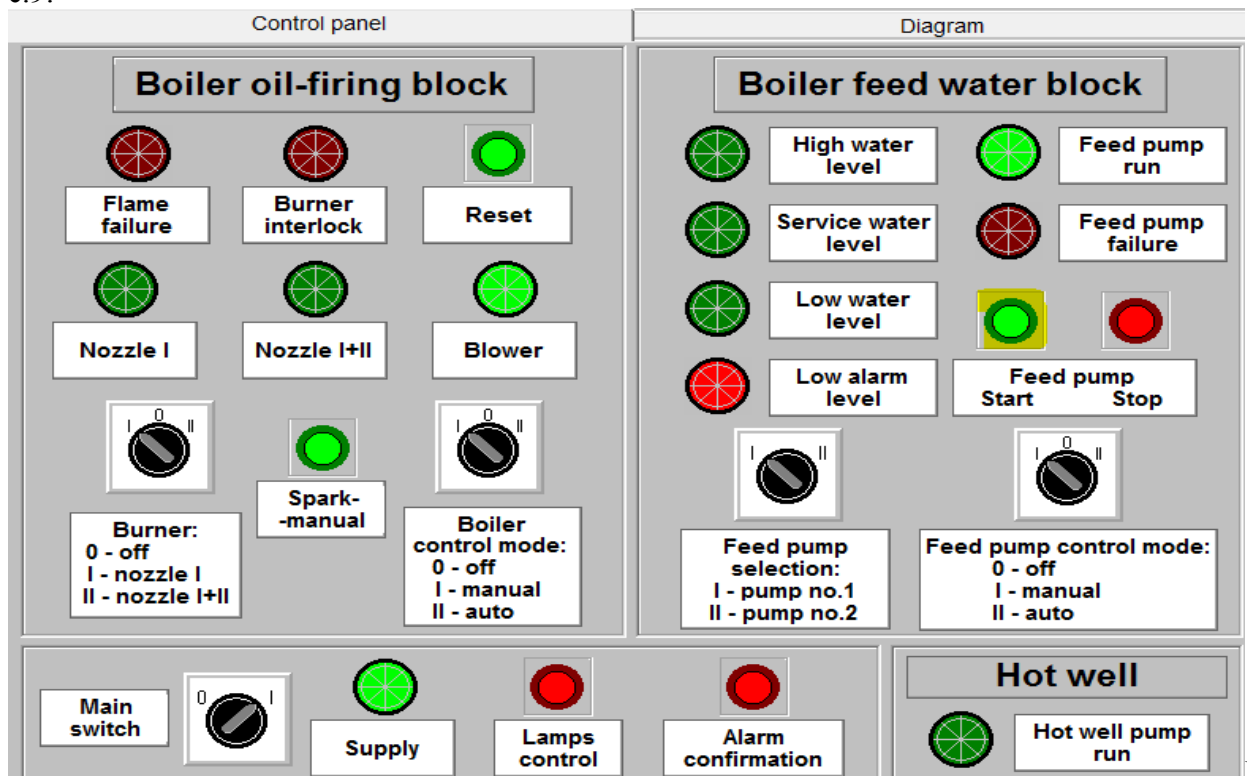 Control panel
Diagram
Boiler oil-firing block
Flame
failure
Burner
interlock
Reset
Nozzle I
Nozzle I+II
Blower
I 0 II
Spark-
-manual
I 0 II
Burner:
0 - off
I - nozzle I
II - nozzle I+II
Boiler
control mode:
0 - off
I - manual
II - auto
Boiler feed water block
High water
level
Feed pump
run
Service water
level
Feed pump
failure
Low water
level
Low alarm
level
Feed pump
Start Stop
I II
I 0 II
Feed pump
selection:
I - pump no.1
II - pump no.2
Feed pump control mode:
0 - off
I - manual
II - auto
Main
switch
0 I
Supply
Lamps
control
Alarm
confirmation
Hot well
Hot well pump
run